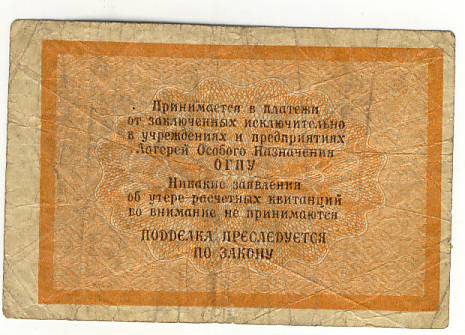 Принимается в платежи
от заключенных исключительно
в учреждениях и предприятиях
Лагерей Особого Назначения
ОГПУ
Никакие заявления
об утере расчетных квитанций
во внимание не принимаются
ПОДДЕЛКА ПРЕСЛЕДУЕТСЯ
ПО ЗАКОНУ